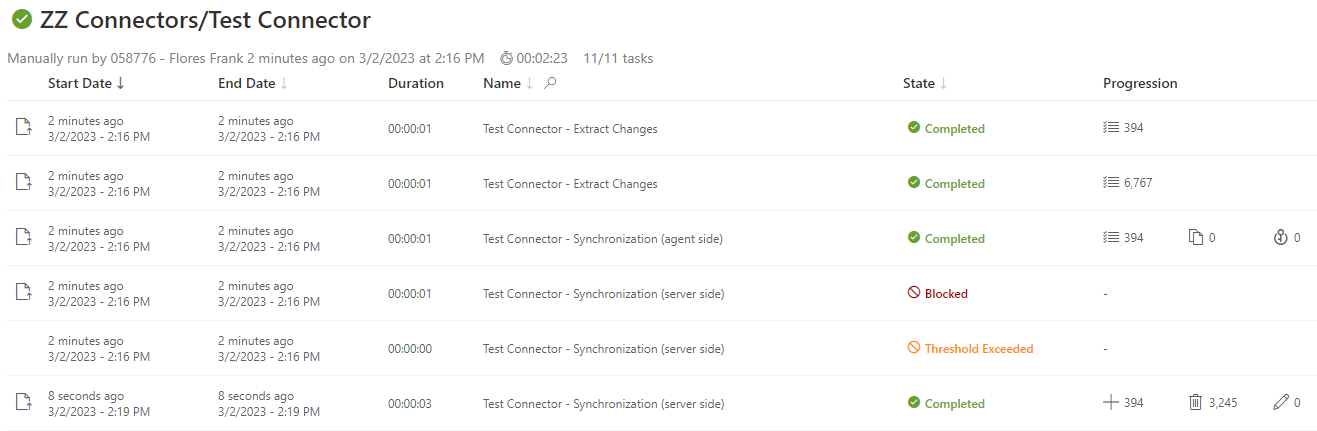 ZZ Connectors/Test Connector
Manually run by 058776 - Flores Frank 2 minutes ago on 3/2/2023 at 2:16 PM 00:02:23 11/11 tasks
Start Date End Date Duration Name State Progression
2 minutes ago 2 minutes ago
3/2/2023 - 2:16 PM 3/2/2023 - 2:16 PM 00:00:01 Test Connector - Extract Changes Completed 394
2 minutes ago 2 minutes ago
3/2/2023 - 2:16 PM 3/2/2023 - 2:16 PM 00:00:01 Test Connector - Extract Changes Completed 6,767
2 minutes ago 2 minutes ago
3/2/2023 - 2:16 PM 3/2/2023 - 2:16 PM 00:00:01 Test Connector - Synchronization (agent side) Completed 394 0 0
2 minutes ago 2 minutes ago
3/2/2023 - 2:16 PM 3/2/2023 - 2:16 PM 00:00:01 Test Connector - Synchronization (server side) Blocked -
2 minutes ago 2 minutes ago
3/2/2023 - 2:16 PM 3/2/2023 - 2:16 PM 00:00:00 Test Connector - Synchronization (server side) Threshold Exceeded -
8 seconds ago 8 seconds ago
3/2/2023 - 2:19 PM 3/2/2023 - 2:19 PM 00:00:03 Test Connector - Synchronization (server side) Completed 394 3,245 0